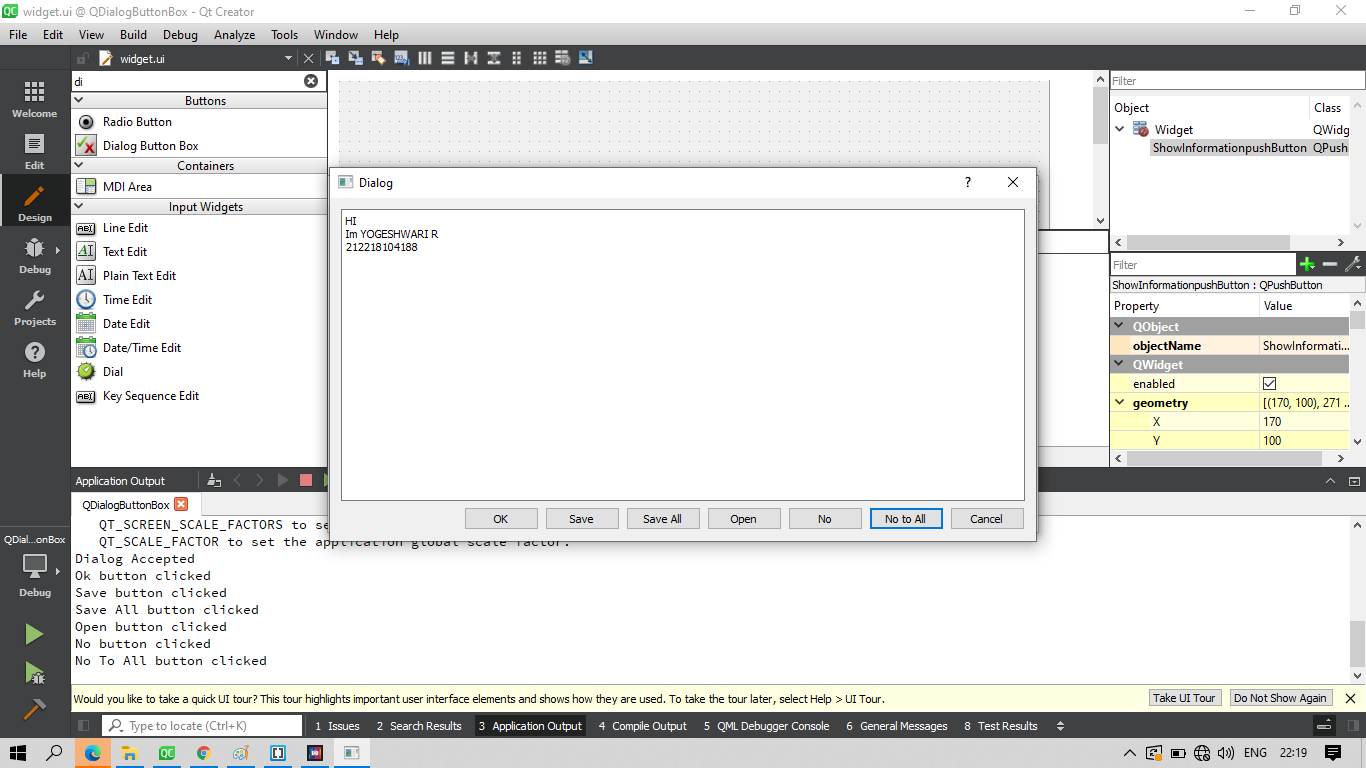 widget.ui @ QDialogButtonBox - Qt Creator
File Edit View Build Debug Analyze Tools Window Help
widget.ui
di
Filter
Buttons
Object Class
Welcome
Radio Button
Widget QWidg
Dialog Button Box
ShowInformationpushButton QPush
Edit
Containers
MDI Area
Dialog
Input Widgets
Design
HI
Line Edit
Im YOGESHWARI R
212218104188
Text Edit
Debug
Filter
Plain Text Edit
ShowInformationpushButton : QPushButton
Time Edit
Property Value
Projects
Date Edit
QObject
Date/Time Edit
objectName ShowInformati...
QWidget
Help
Dial
enabled
Key Sequence Edit
geometry [(170, 100), 271 ..
X 170
Y 100
Application Output
QDialogButtonBox
OK Save Save All Open No No to All Cancel
QT_SCREEN_SCALE_FACTORS to se
QDial...onBox
QT_SCALE_FACTOR to set the application global scale factor.
Dialog Accepted
Ok button clicked
Debug
Save button clicked
Save All button clicked
Open button clicked
No button clicked
No To All button clicked
Would you like to take a quick UI tour? This tour highlights important user interface elements and shows how they are used. To take the tour later, select Help > UI Tour.
Take UI Tour Do Not Show Again
Type to locate (Ctrl+K) 1 Issues 2 Search Results 3 Application Output 4 Compile Output 5 QML Debugger Console 6 General Messages 8 Test Results
ENG 22:19